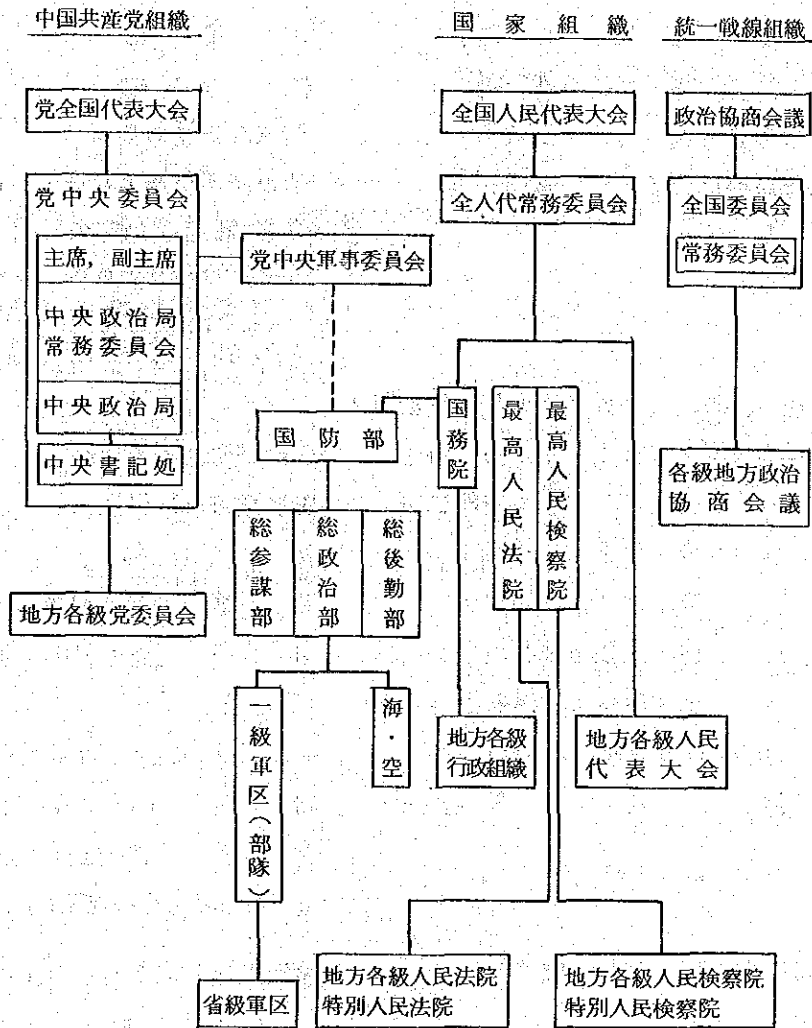 中国共産党組織
党全国代表大会
党中央委員会
主席，副主席
中央政治局
常務委員会
中央政治局
中央書記処
地方各級党委員会
党中央軍事委員会
国防部
総参謀部
総政治部
総後勤部
一級軍区（部隊）
海・空
省級軍区
国家組織
全国人民代表大会
全人代常務委員会
国務院
最高人民法院
最高人民検察院
地方各級
行政組織
地方各級人民
代表大会
地方各級人民法院
特別人民法院
地方各級人民検察院
特別人民検察院
統一戦線組織
政治協商会議
全国委員会
常務委員会
各級地方政治
協商会議